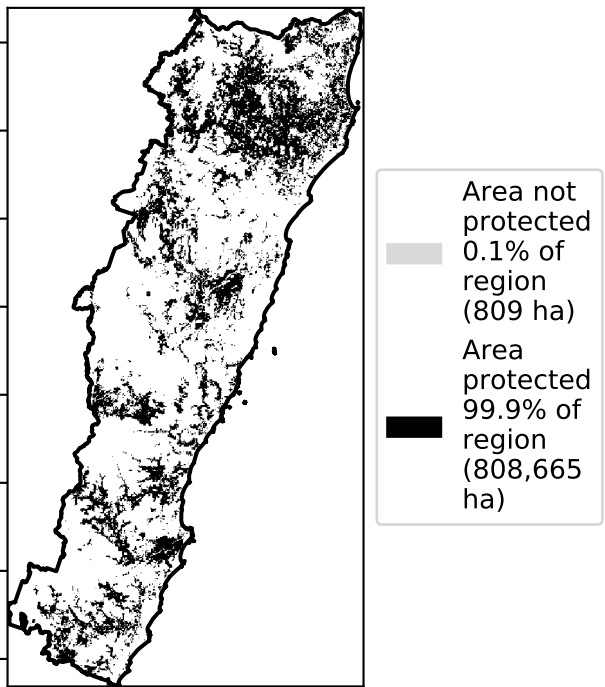 Area not
protected
0.1% of
region
(809 ha)
Area
protected
99.9% of
region
(808,665
ha)